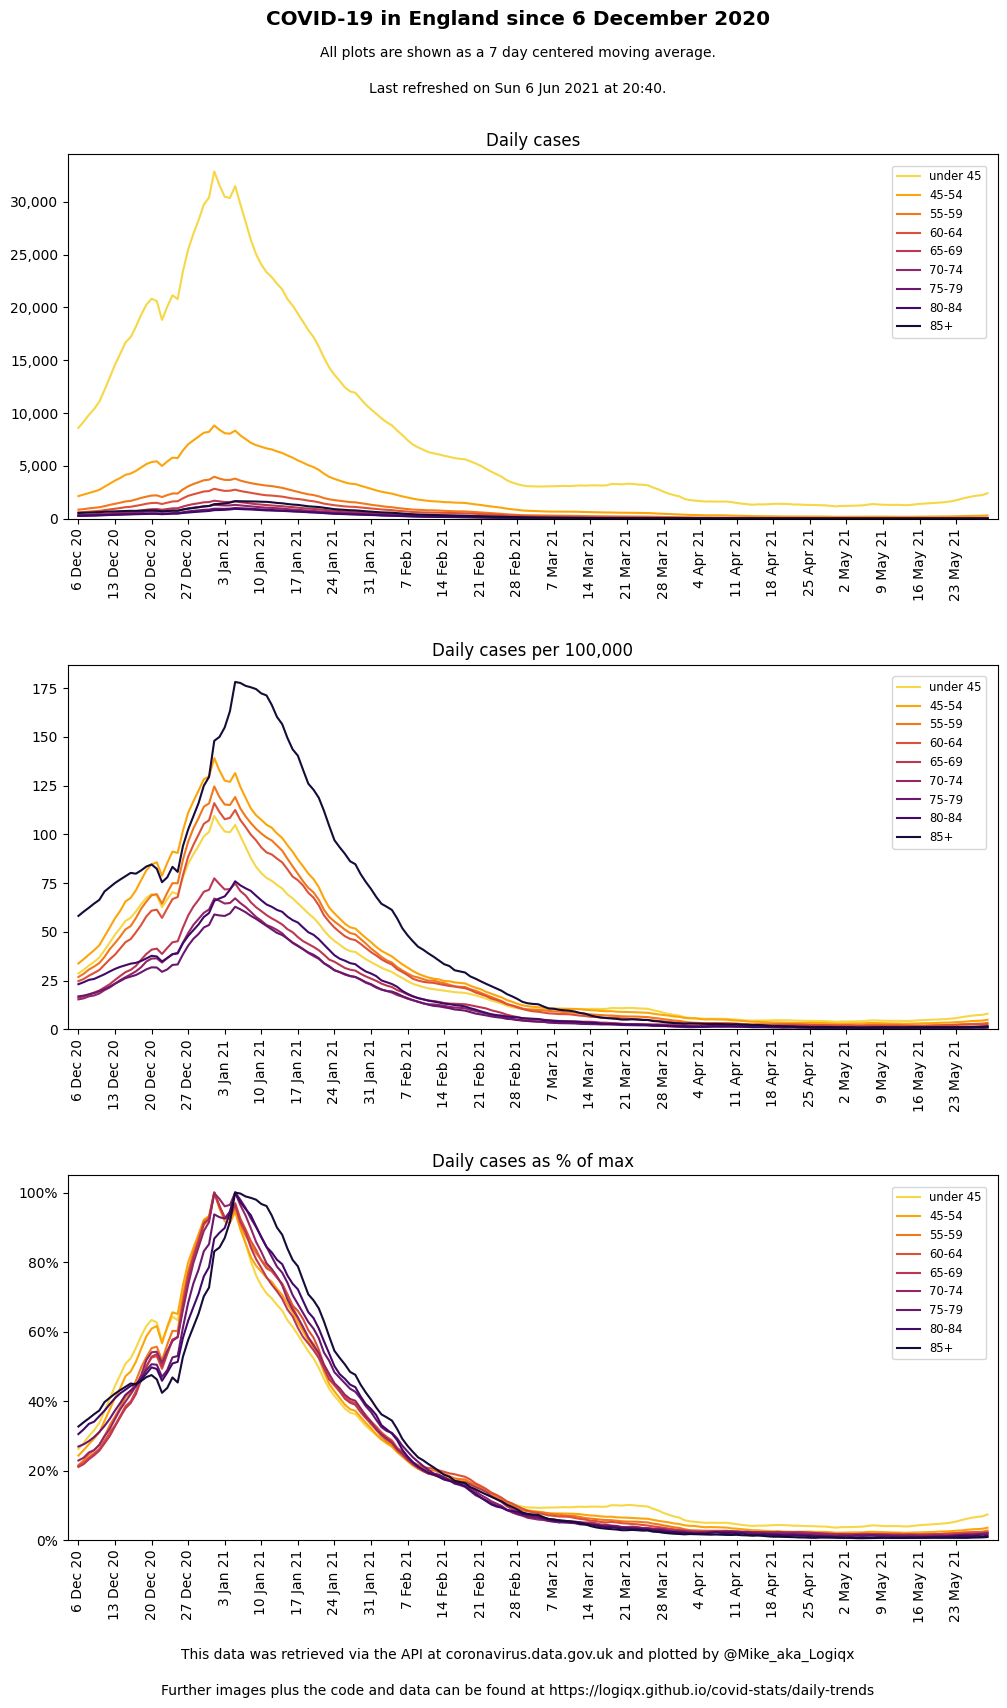 COVID-19 in England since 6 December 2020
All plots are shown as a 7 day centered moving average.
Last refreshed on Sun 6 Jun 2021 at 20:40.
Daily cases
30,000
25,000
20,000
15,000
10,000
5,000
0
under 45
45-54
55-59
60-64
65-69
70-74
75-79
80-84
85+
6 Dec 20
13 Dec 20
20 Dec 20
27 Dec 20
3 Jan 21
10 Jan 21
17 Jan 21
24 Jan 21
31 Jan 21
7 Feb 21
14 Feb 21
21 Feb 21
28 Feb 21
7 Mar 21
14 Mar 21
21 Mar 21
28 Mar 21
4 Apr 21
11 Apr 21
18 Apr 21
25 Apr 21
2 May 21
9 May 21
16 May 21
23 May 21
Daily cases per 100,000
175
150
125
100
75
50
25
0
under 45
45-54
55-59
60-64
65-69
70-74
75-79
80-84
85+
6 Dec 20
13 Dec 20
20 Dec 20
27 Dec 20
3 Jan 21
10 Jan 21
17 Jan 21
24 Jan 21
31 Jan 21
7 Feb 21
14 Feb 21
21 Feb 21
28 Feb 21
7 Mar 21
14 Mar 21
21 Mar 21
28 Mar 21
4 Apr 21
11 Apr 21
18 Apr 21
25 Apr 21
2 May 21
9 May 21
16 May 21
23 May 21
Daily cases as % of max
100%
80%
60%
40%
20%
0%
under 45
45-54
55-59
60-64
65-69
70-74
75-79
80-84
85+
6 Dec 20
13 Dec 20
20 Dec 20
27 Dec 20
3 Jan 21
10 Jan 21
17 Jan 21
24 Jan 21
31 Jan 21
7 Feb 21
14 Feb 21
21 Feb 21
28 Feb 21
7 Mar 21
14 Mar 21
21 Mar 21
28 Mar 21
4 Apr 21
11 Apr 21
18 Apr 21
25 Apr 21
2 May 21
9 May 21
16 May 21
23 May 21
This data was retrieved via the API at coronavirus.data.gov.uk and plotted by @Mike_aka_Logiqx
Further images plus the code and data can be found at https://logiqx.github.io/covid-stats/daily-trends